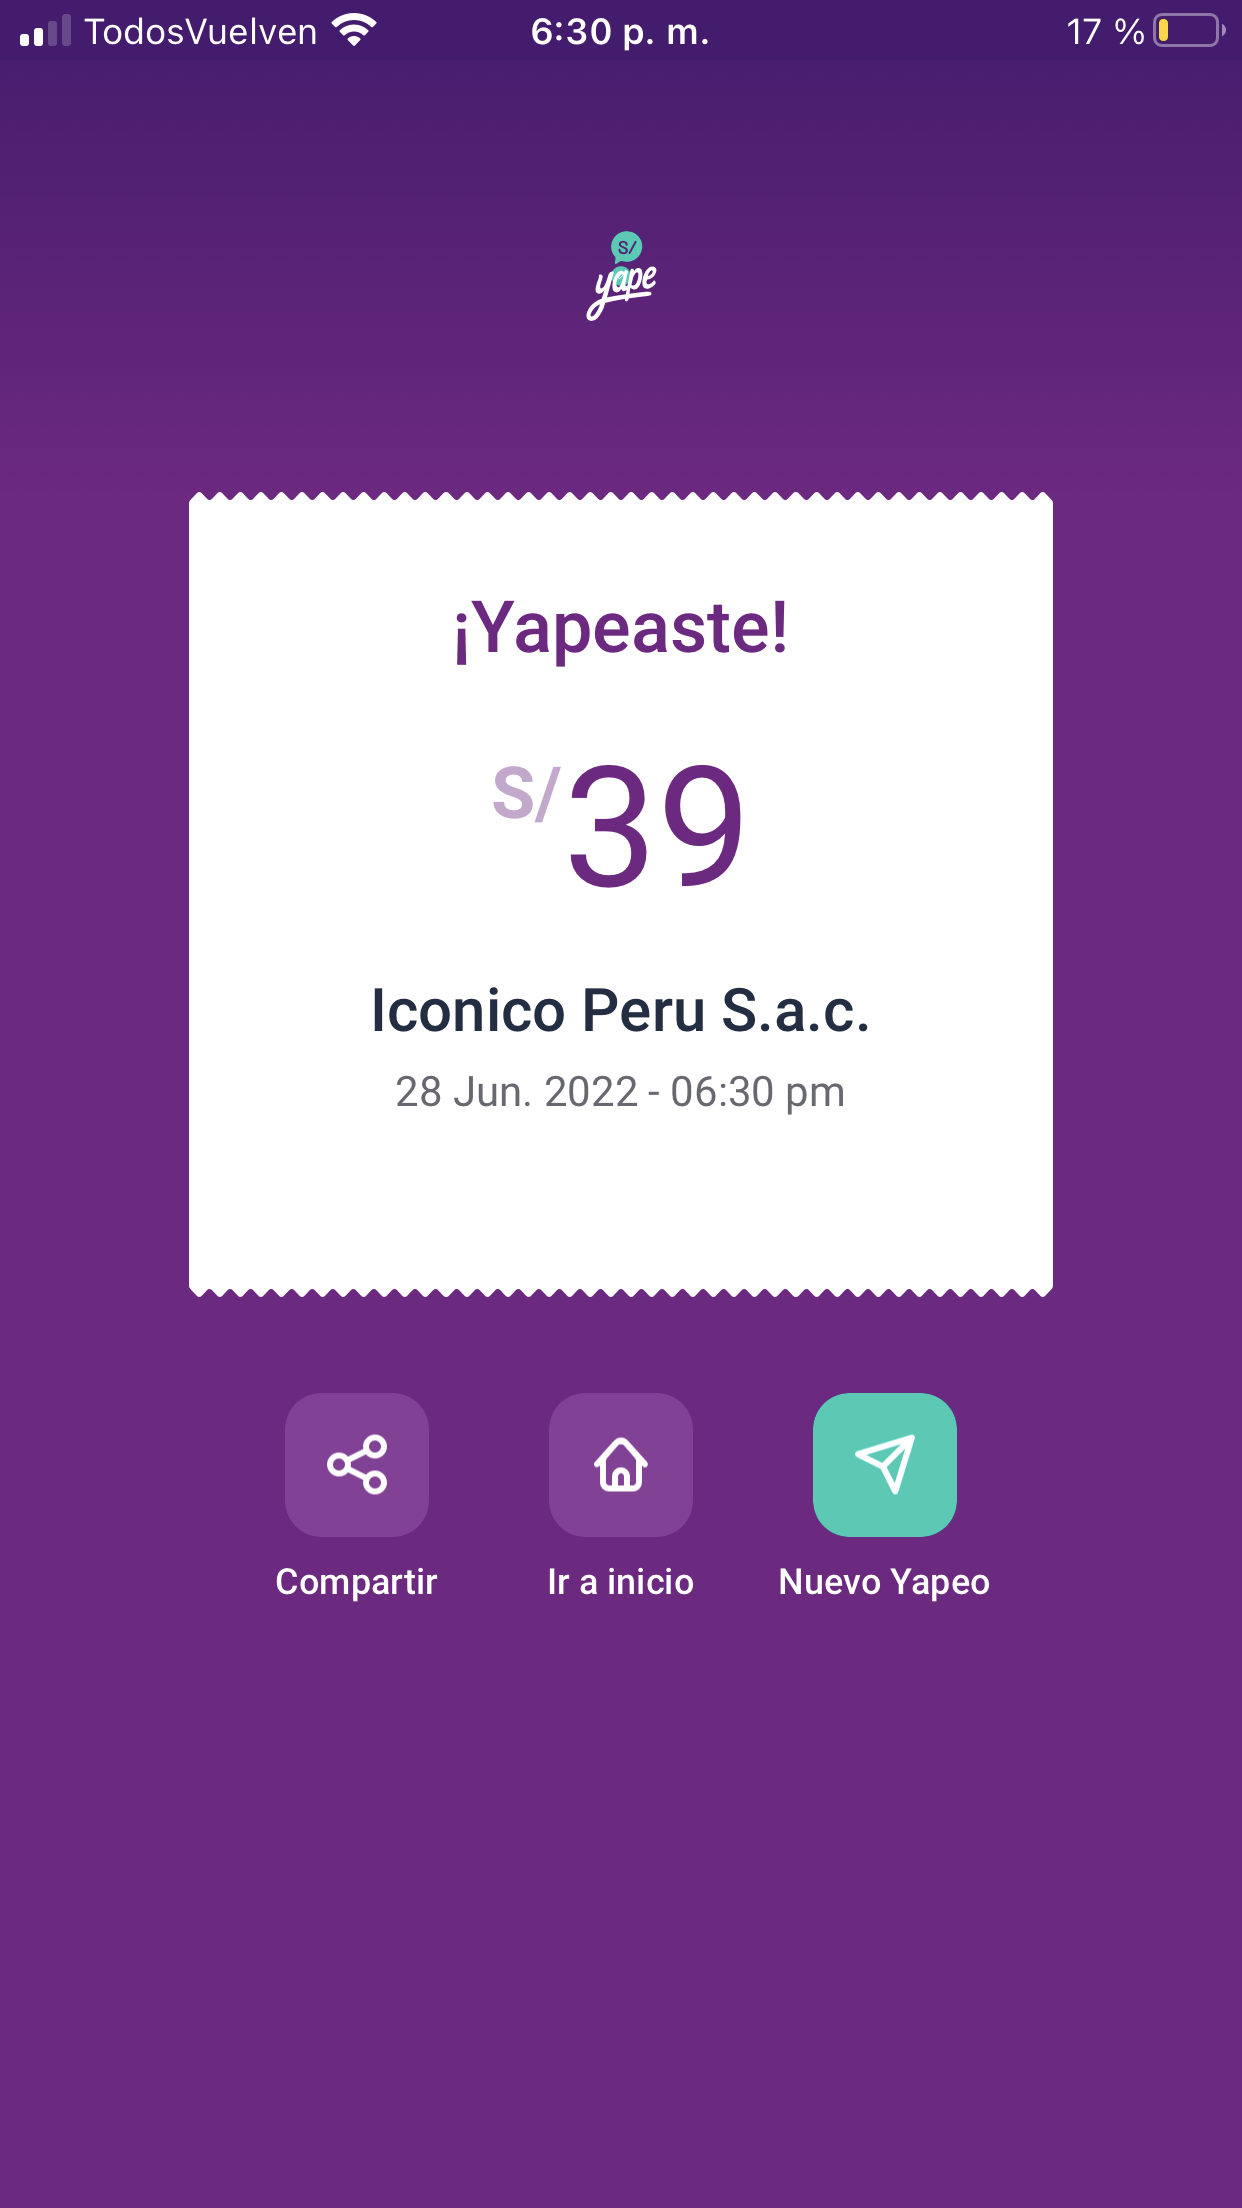 TodosVuelven 6:30 p. m. 17 %
S/
yape
¡Yapeaste!
S/39
Iconico Peru S.a.c.
28 Jun. 2022 - 06:30 pm
Compartir Ir a inicio Nuevo Yapeo